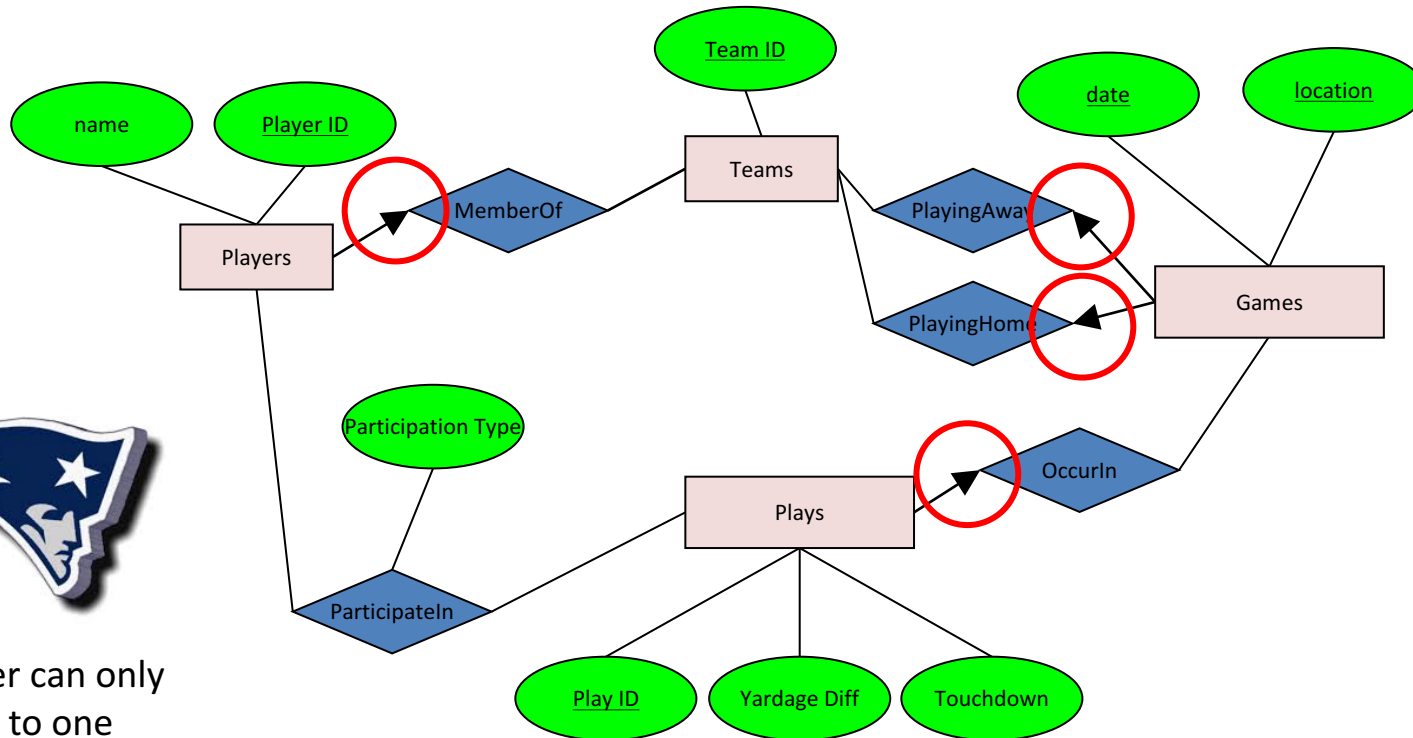 Team ID
name
Player ID
date
location
Teams
MemberOf
PlayingAway
Players
Games
PlayingHome
Participation Type
OccurIn
Plays
ParticipateIn
er can only
to one
Play ID
Yardage Diff
Touchdown